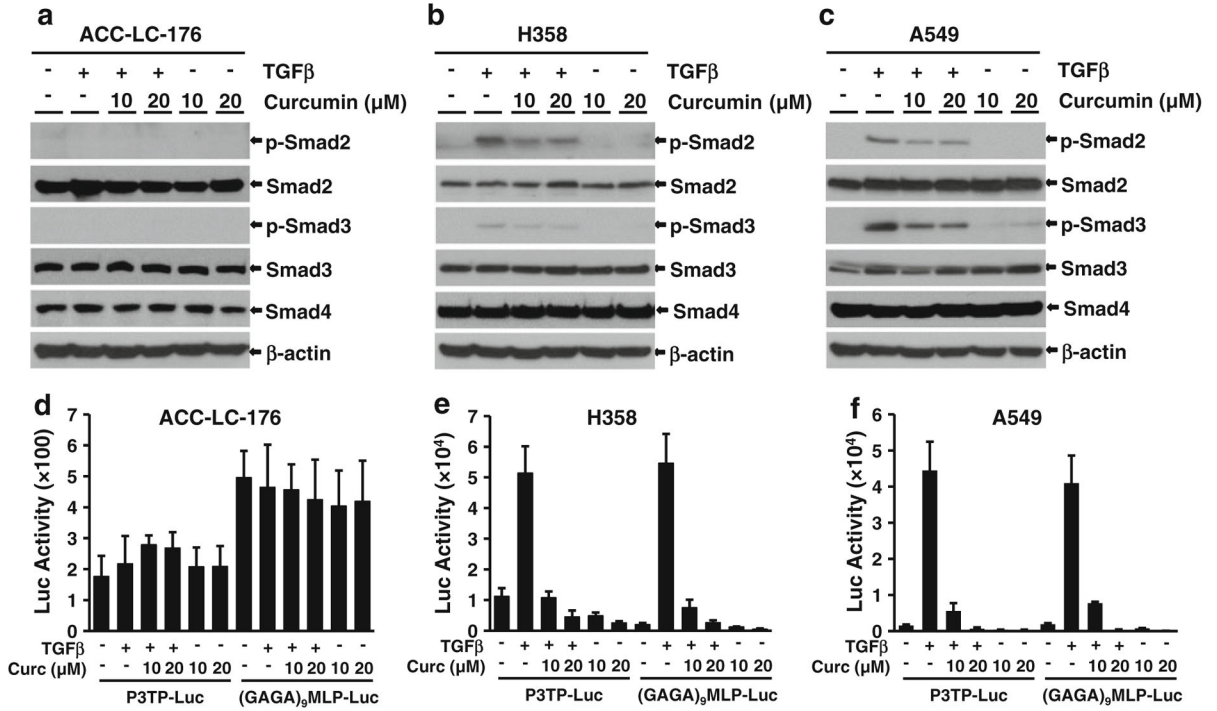 a
ACC-LC-176
- + + + - - TGFβ
- - 10 20 10 20 Curcumin (µM)
p-Smad2
Smad2
p-Smad3
Smad3
Smad4
β-actin
b
H358
- + + + - - TGFβ
- - 10 20 10 20 Curcumin (µM)
p-Smad2
Smad2
p-Smad3
Smad3
Smad4
β-actin
c
A549
- + + + - - TGFβ
- - 10 20 10 20 Curcumin (µM)
p-Smad2
Smad2
p-Smad3
Smad3
Smad4
β-actin
d
ACC-LC-176
Luc Activity (×100)
7
6
5
4
3
2
1
0
TGFβ - + + + - - - + + + - -
Curc (µM) - - 10 20 10 20 - - 10 20 10 20
P3TP-Luc (GAGA)₉MLP-Luc
e
H358
Luc Activity (×10⁴)
7
6
5
4
3
2
1
0
TGFβ - + + + - - - + + + - -
Curc (µM) - - 10 20 10 20 - - 10 20 10 20
P3TP-Luc (GAGA)₉MLP-Luc
f
A549
Luc Activity (×10⁴)
6
5
4
3
2
1
0
TGFβ - + + + - - - + + + - -
Curc (µM) - - 10 20 10 20 - - 10 20 10 20
P3TP-Luc (GAGA)₉MLP-Luc